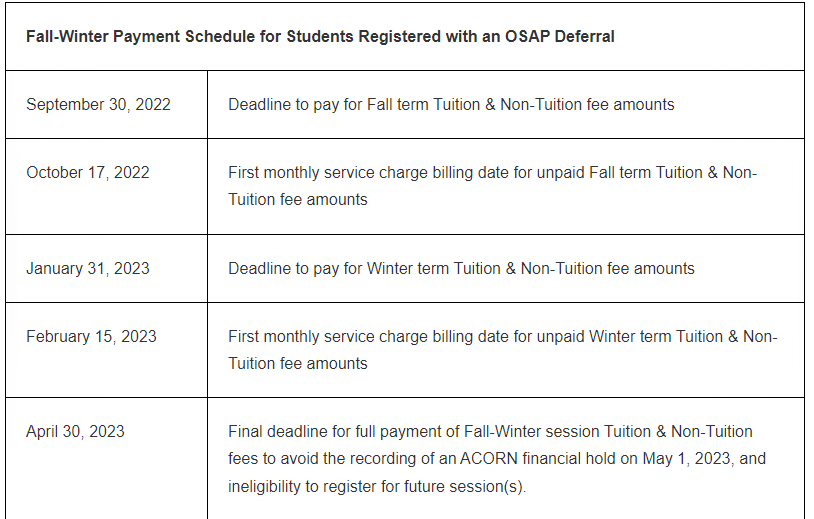 Fall-Winter Payment Schedule for Students Registered with an OSAP Deferral
September 30, 2022
Deadline to pay for Fall term Tuition & Non-Tuition fee amounts
October 17, 2022
First monthly service charge billing date for unpaid Fall term Tuition & Non-
Tuition fee amounts
January 31, 2023
Deadline to pay for Winter term Tuition & Non-Tuition fee amounts
February 15, 2023
First monthly service charge billing date for unpaid Winter term Tuition & Non-
Tuition fee amounts
April 30, 2023
Final deadline for full payment of Fall-Winter session Tuition & Non-Tuition
fees to avoid the recording of an ACORN financial hold on May 1, 2023, and
ineligibility to register for future session(s).